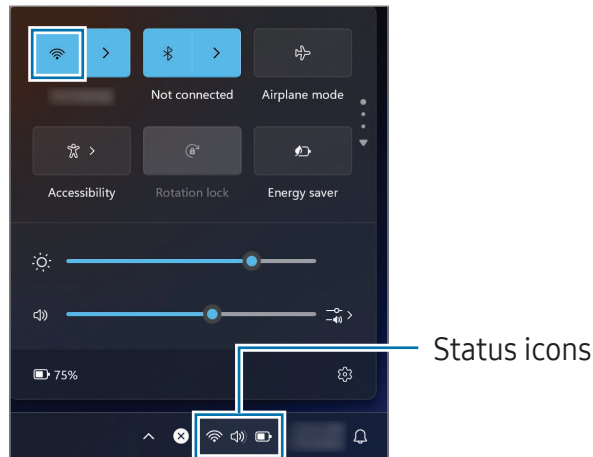 Not connected Airplane mode
Accessibility Rotation lock Energy saver
Status icons
75%